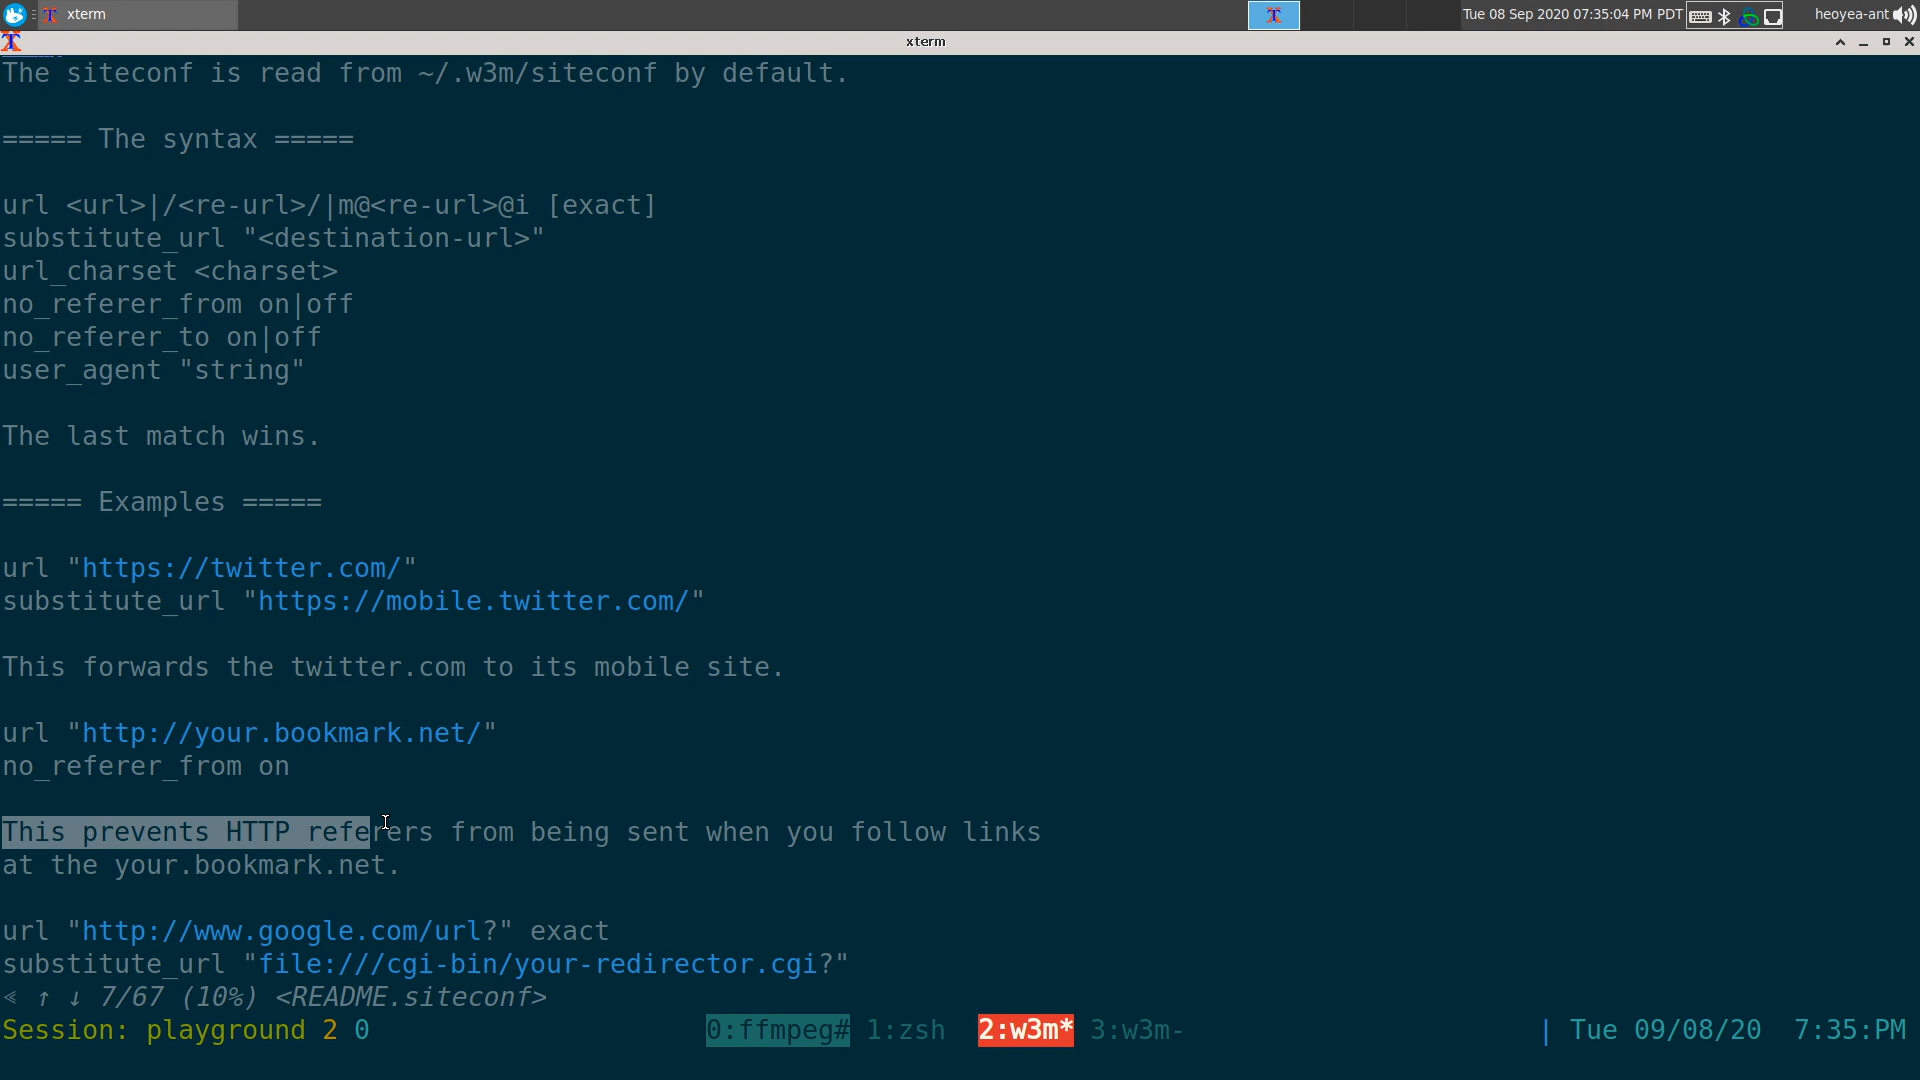 xterm
Tue 08 Sep 2020 07:35:04 PM PDT
heoyea-ant
xterm
The siteconf is read from ~/.w3m/siteconf by default.
===== The syntax =====
url <url>|/<re-url>/|m@<re-url>@i [exact]
substitute_url "<destination-url>"
url_charset <charset>
no_referer_from on|off
no_referer_to on|off
user_agent "string"
The last match wins.
===== Examples =====
url "https://twitter.com/"
substitute_url "https://mobile.twitter.com/"
This forwards the twitter.com to its mobile site.
url "http://your.bookmark.net/"
no_referer_from on
This prevents HTTP referers from being sent when you follow links
at the your.bookmark.net.
url "http://www.google.com/url?" exact
substitute_url "file:///cgi-bin/your-redirector.cgi?"
⋞ ↑ ↓ 7/67 (10%) <README.siteconf>
Session: playground 2 0 0:ffmpeg# 1:zsh 2:w3m* 3:w3m- | Tue 09/08/20 7:35:PM